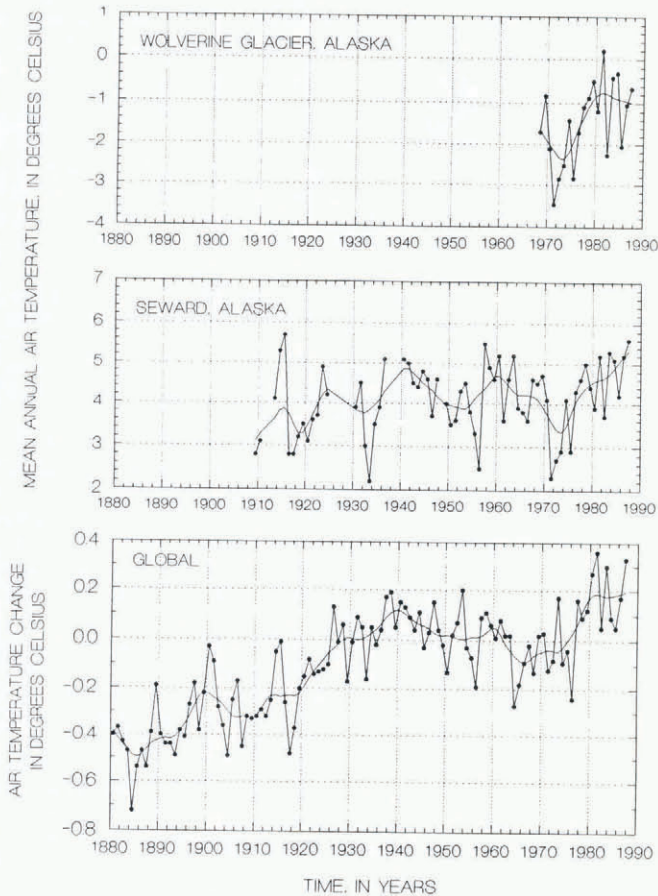 MEAN ANNUAL AIR TEMPERATURE, IN DEGREES CELSIUS
WOLVERINE GLACIER, ALASKA
1
0
-1
-2
-3
-4
1880 1890 1900 1910 1920 1930 1940 1950 1960 1970 1980 1990
SEWARD, ALASKA
7
6
5
4
3
2
1880 1890 1900 1910 1920 1930 1940 1950 1960 1970 1980 1990
AIR TEMPERATURE CHANGE
IN DEGREES CELSIUS
GLOBAL
0.4
0.2
0.0
-0.2
-0.4
-0.6
-0.8
1880 1890 1900 1910 1920 1930 1940 1950 1960 1970 1980 1990
TIME, IN YEARS